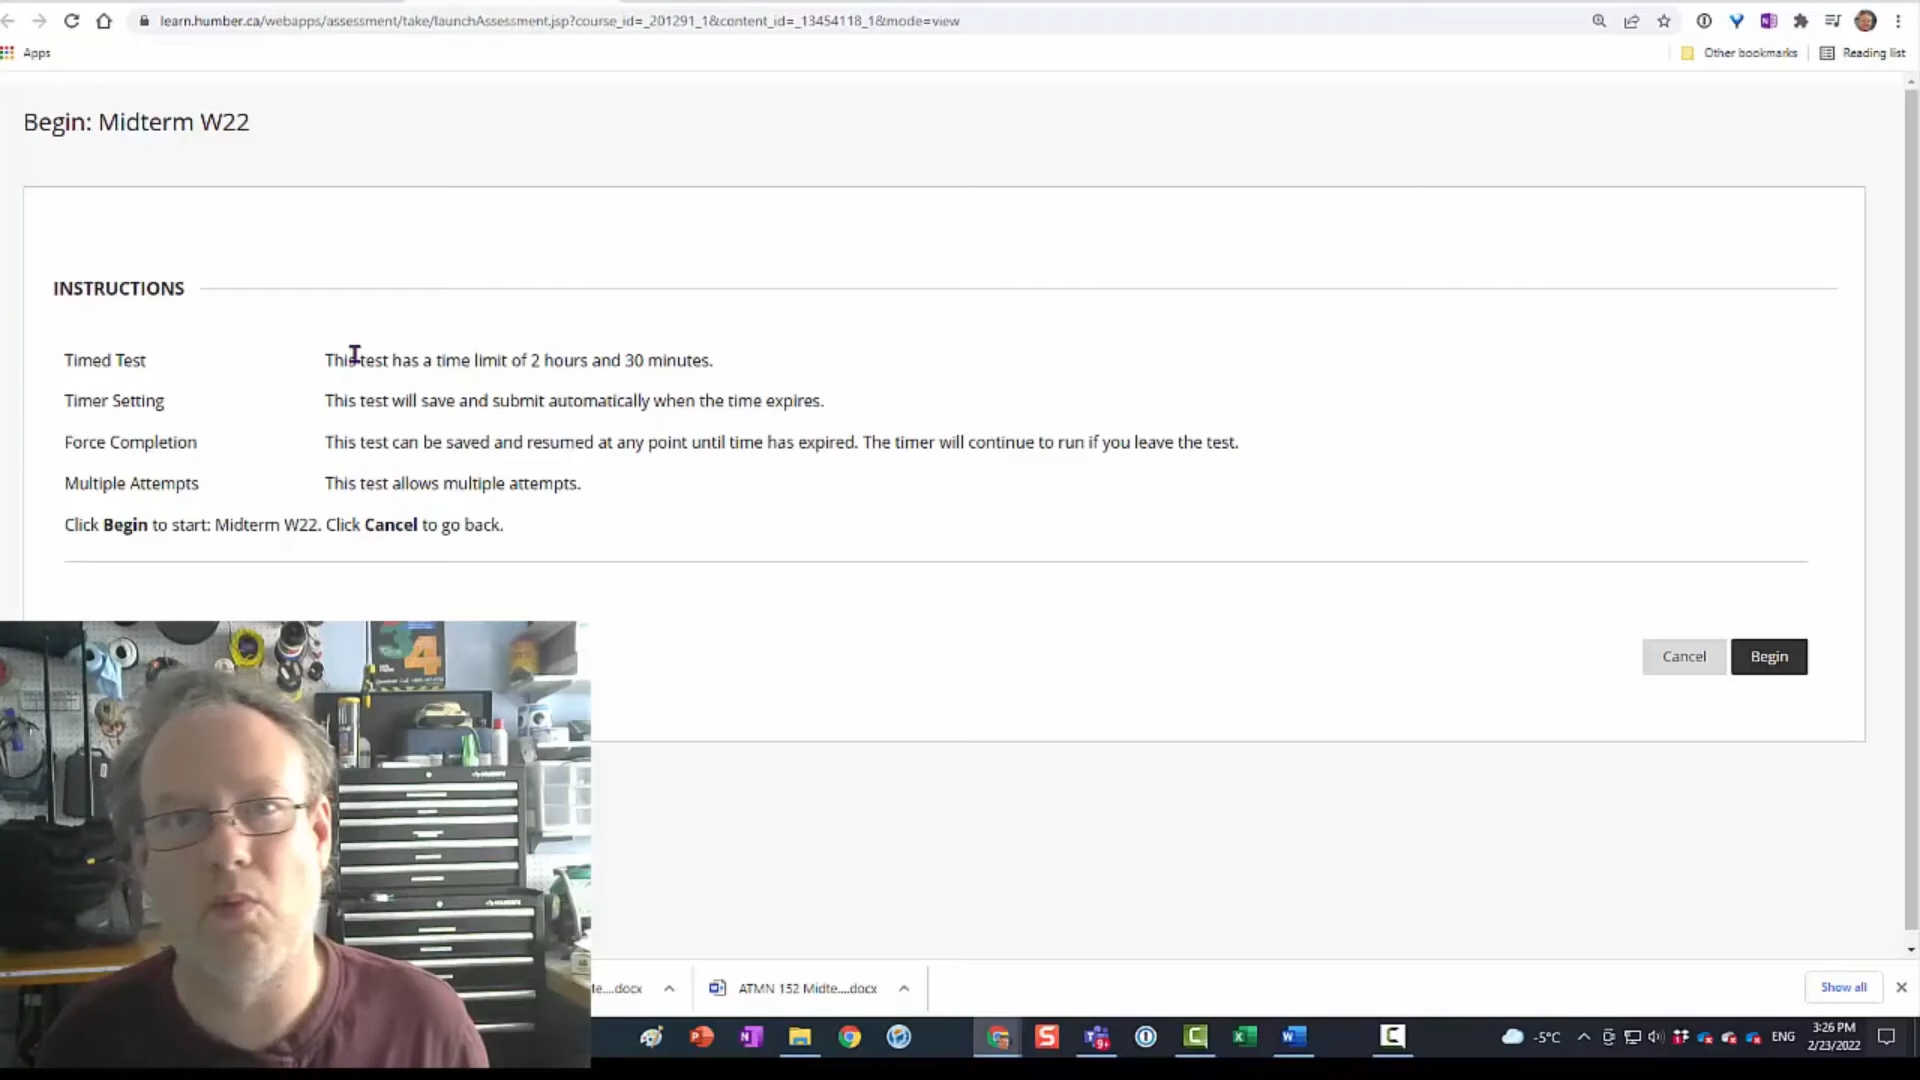 learn.humber.ca/webapps/assessment/take/launchAssessment.jsp?course_id=_201291_1&content_id=_13454118_1&mode=view
Apps
Other bookmarks
Reading list
Begin: Midterm W22
INSTRUCTIONS
Timed Test
This test has a time limit of 2 hours and 30 minutes.
Timer Setting
This test will save and submit automatically when the time expires.
Force Completion
This test can be saved and resumed at any point until time has expired. The timer will continue to run if you leave the test.
Multiple Attempts
This test allows multiple attempts.
Click Begin to start: Midterm W22. Click Cancel to go back.
Cancel
Begin
34
te....docx
ATMN 152 Midte....docx
Show all
9+
-5°C
ENG
3:26 PM
2/23/2022